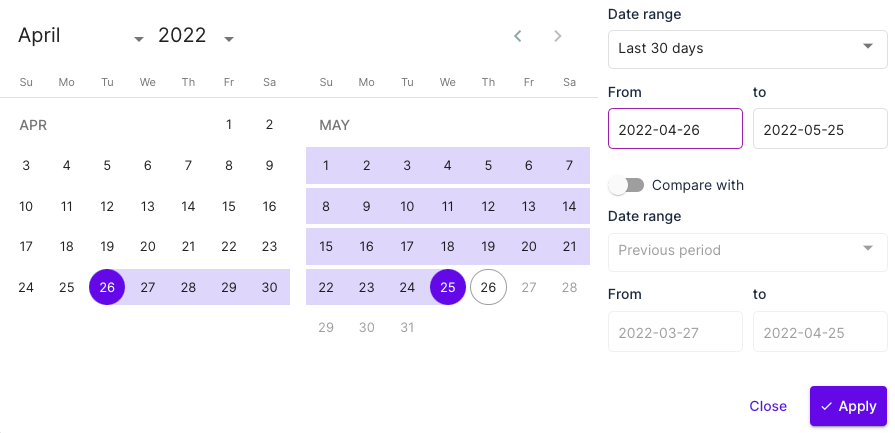 April 2022
Su Mo Tu We Th Fr Sa
APR 1 2
3 4 5 6 7 8 9
10 11 12 13 14 15 16
17 18 19 20 21 22 23
24 25 26 27 28 29 30
Su Mo Tu We Th Fr Sa
MAY
1 2 3 4 5 6 7
8 9 10 11 12 13 14
15 16 17 18 19 20 21
22 23 24 25 26 27 28
29 30 31
Date range
Last 30 days
From to
2022-04-26 2022-05-25
Compare with
Date range
Previous period
From to
2022-03-27 2022-04-25
Close Apply